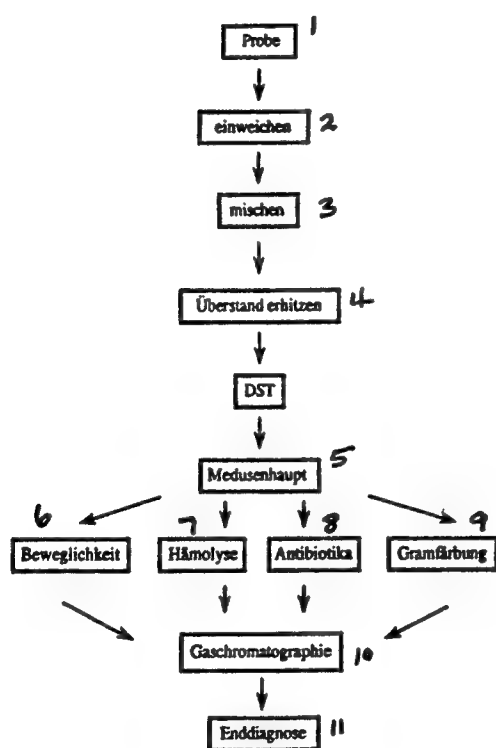 Probe 1
einweichen 2
mischen 3
Überstand erhitzen 4
DST
Medusenhaupt 5
6 7 8 9
Beweglichkeit Hämolyse Antibiotika Gramfärbung
Gaschromatographie 10
Enddiagnose 11